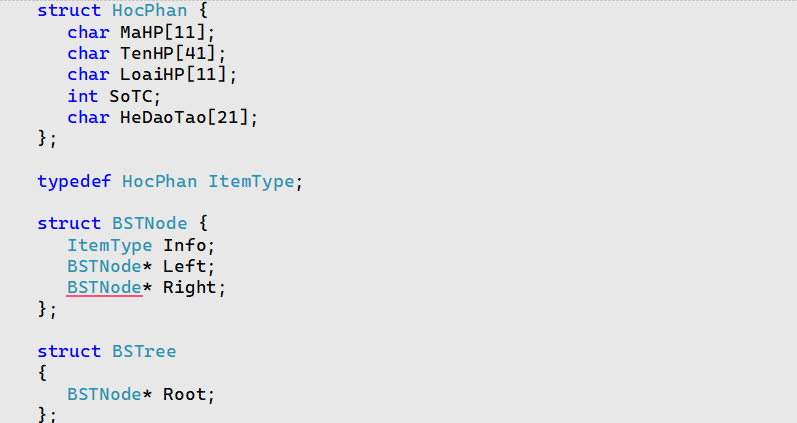 struct HocPhan {
char MaHP[11];
char TenHP[41];
char LoaiHP[11];
int SoTC;
char HeDaoTao[21];
};
typedef HocPhan ItemType;
struct BSTNode {
ItemType Info;
BSTNode* Left;
BSTNode* Right;
};
struct BSTree
{
BSTNode* Root;
};